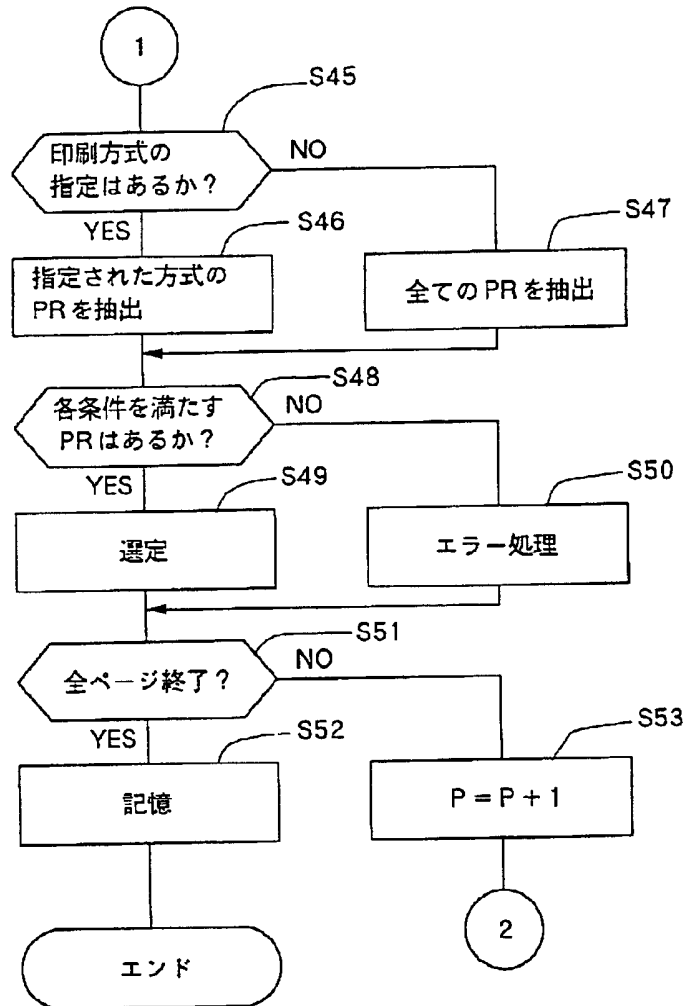 1
S45
印刷方式の
指定はあるか？
NO
YES
S46
S47
指定された方式の
PRを抽出
全てのPRを抽出
S48
各条件を満たす
PRはあるか？
NO
YES
S49
S50
選定
エラー処理
S51
全ページ終了？
NO
YES
S52
S53
記憶
P＝P＋1
2
エンド